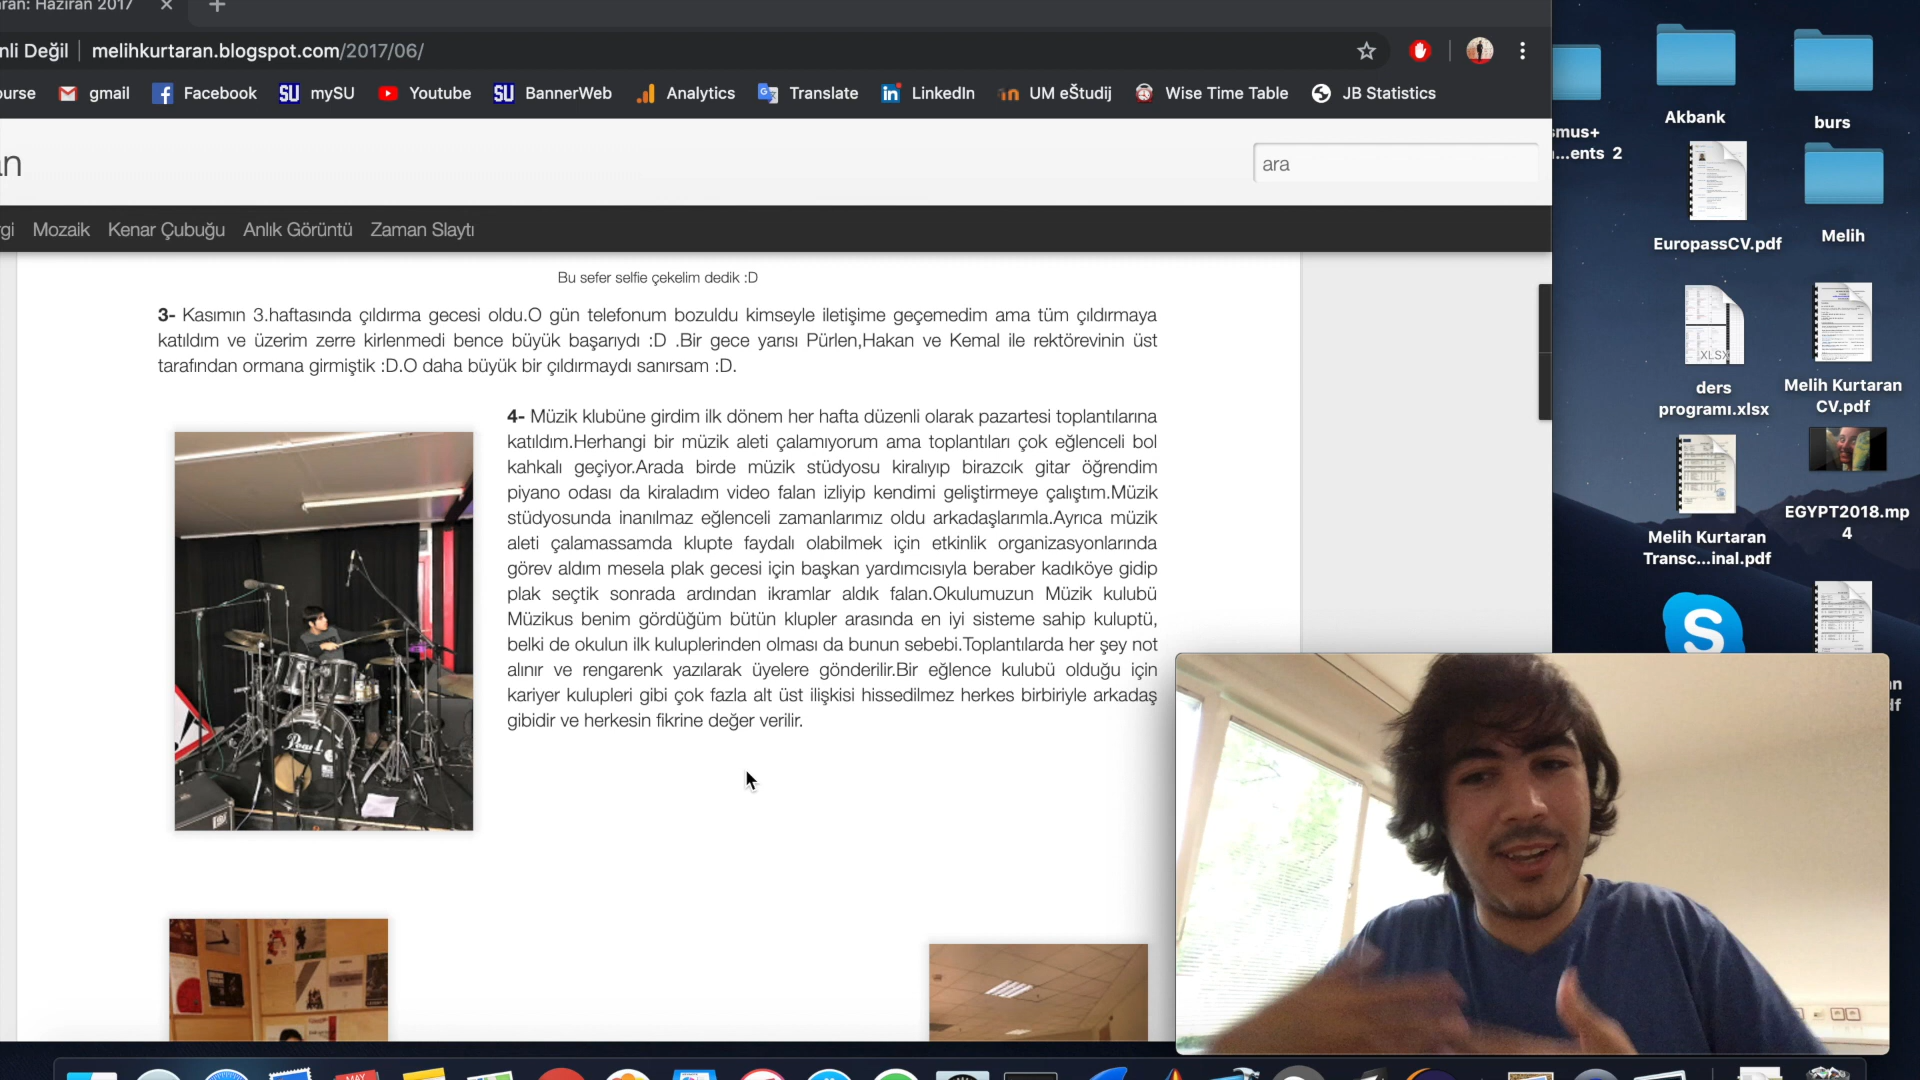 Haziran 2017
nli Değil
melihkurtaran.blogspot.com/2017/06/
gmail
Facebook
SU mySU
Youtube
SU BannerWeb
Analytics
Translate
LinkedIn
UM eŠtudij
Wise Time Table
JB Statistics
ara
Mozaik
Kenar Çubuğu
Anlık Görüntü
Zaman Slaytı
Bu sefer selfie çekelim dedik :D
3- Kasımın 3.haftasında çıldırma gecesi oldu.O gün telefonum bozuldu kimseyle iletişime geçemedim ama tüm çıldırmaya
katıldım ve üzerim zerre kirlenmedi bence büyük başarıydı :D .Bir gece yarısı Pürlen,Hakan ve Kemal ile rektörevinin üst
tarafından ormana girmiştik :D.O daha büyük bir çıldırmaydı sanırsam :D.
4- Müzik klubüne girdim ilk dönem her hafta düzenli olarak pazartesi toplantılarına
katıldım.Herhangi bir müzik aleti çalamıyorum ama toplantıları çok eğlenceli bol
kahkalı geçiyor.Arada birde müzik stüdyosu kiralıyıp birazcık gitar öğrendim
piyano odası da kiraladım video falan izliyip kendimi geliştirmeye çalıştım.Müzik
stüdyosunda inanılmaz eğlenceli zamanlarımız oldu arkadaşlarımla.Ayrıca müzik
aleti çalamassamda klupte faydalı olabilmek için etkinlik organizasyonlarında
görev aldım mesela plak gecesi için başkan yardımcısıyla beraber kadıköye gidip
plak seçtik sonrada ardından ikramlar aldık falan.Okulumuzun Müzik kulubü
Müzikus benim gördüğüm bütün klupler arasında en iyi sisteme sahip kuluptü,
belki de okulun ilk kuluplerinden olması da bunun sebebi.Toplantılarda her şey not
alınır ve rengarenk yazılarak üyelere gönderilir.Bir eğlence kulubü olduğu için
kariyer kulupleri gibi çok fazla alt üst ilişkisi hissedilmez herkes birbiriyle arkadaş
gibidir ve herkesin fikrine değer verilir.
Pearl
Akbank
burs
smus+
...ents 2
EuropassCV.pdf
Melih
XLSX
ders
programı.xlsx
Melih Kurtaran
CV.pdf
Melih Kurtaran
Transc...inal.pdf
EGYPT2018.mp
4
S
MAY